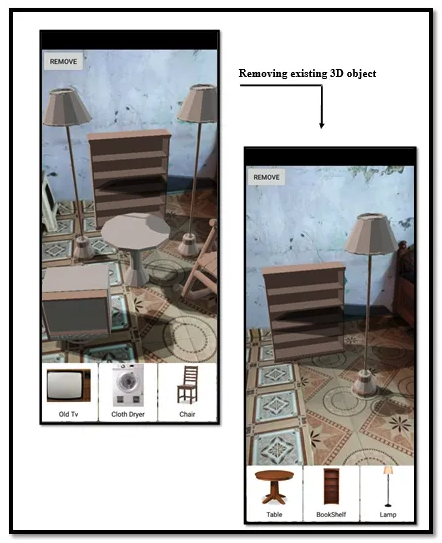 REMOVE
Removing existing 3D object
Old Tv
Cloth Dryer
Chair
REMOVE
Table
BookShelf
Lamp